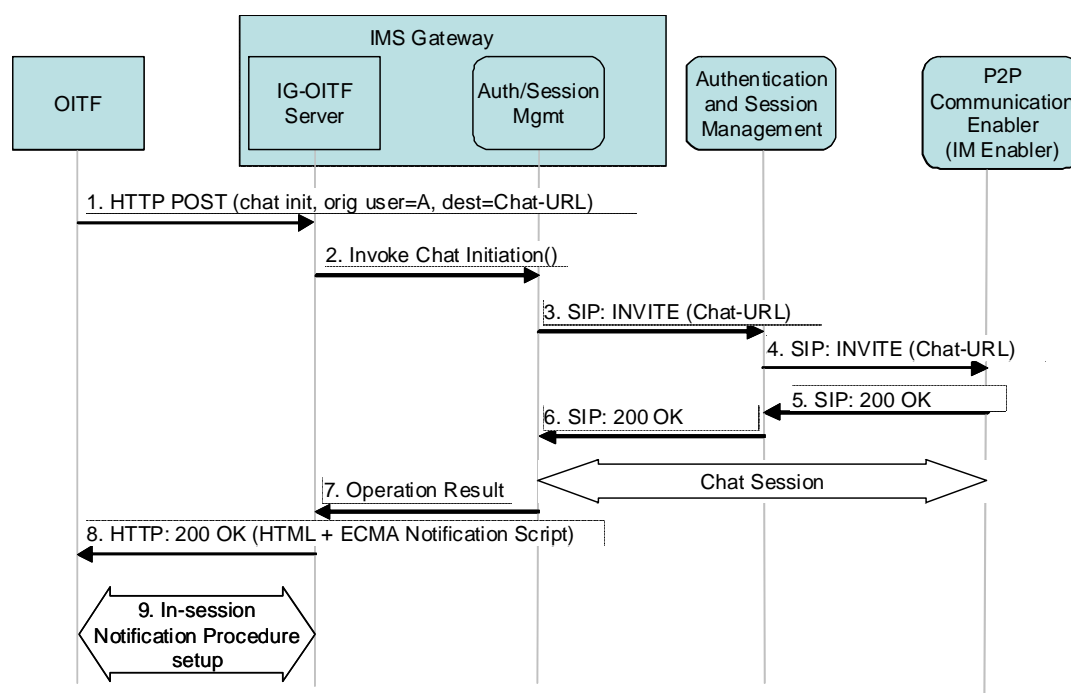 IMS Gateway
OITF
IG-OITF
Server
Auth/Session
Mgmt
Authentication
and Session
Management
P2P
Communication
Enabler
(IM Enabler)
1. HTTP POST (chat init, orig user=A, dest=Chat-URL)
2. Invoke Chat Initiation()
3. SIP: INVITE (Chat-URL)
4. SIP: INVITE (Chat-URL)
5. SIP: 200 OK
6. SIP: 200 OK
Chat Session
7. Operation Result
8. HTTP: 200 OK (HTML + ECMA Notification Script)
9. In-session
Notification Procedure
setup